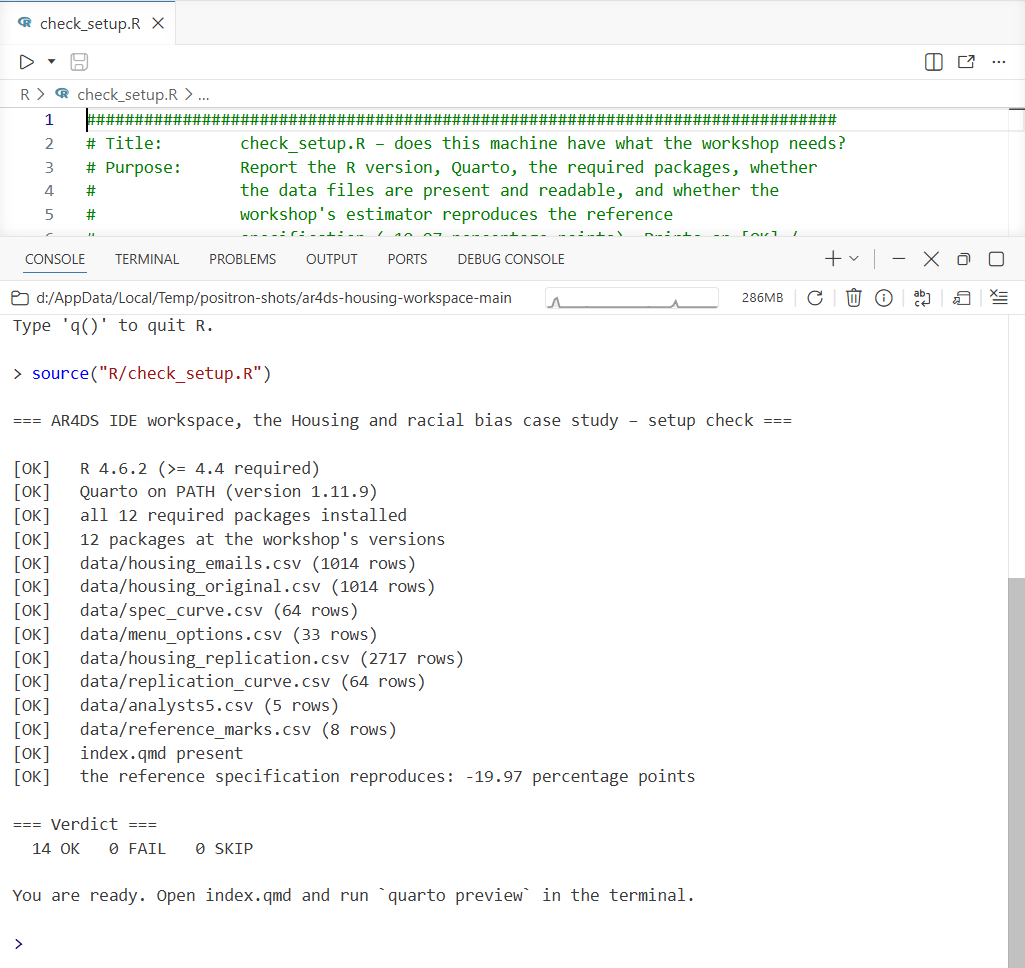 check_setup.R
R > check_setup.R > ...
1 ##############################################################################
2 # Title: check_setup.R – does this machine have what the workshop needs?
3 # Purpose: Report the R version, Quarto, the required packages, whether
4 # the data files are present and readable, and whether the
5 # workshop's estimator reproduces the reference
CONSOLE TERMINAL PROBLEMS OUTPUT PORTS DEBUG CONSOLE
d:/AppData/Local/Temp/positron-shots/ar4ds-housing-workspace-main 286MB
Type 'q()' to quit R.
> source("R/check_setup.R")
=== AR4DS IDE workspace, the Housing and racial bias case study – setup check ===
[OK] R 4.6.2 (>= 4.4 required)
[OK] Quarto on PATH (version 1.11.9)
[OK] all 12 required packages installed
[OK] 12 packages at the workshop's versions
[OK] data/housing_emails.csv (1014 rows)
[OK] data/housing_original.csv (1014 rows)
[OK] data/spec_curve.csv (64 rows)
[OK] data/menu_options.csv (33 rows)
[OK] data/housing_replication.csv (2717 rows)
[OK] data/replication_curve.csv (64 rows)
[OK] data/analysts5.csv (5 rows)
[OK] data/reference_marks.csv (8 rows)
[OK] index.qmd present
[OK] the reference specification reproduces: -19.97 percentage points
=== Verdict ===
14 OK 0 FAIL 0 SKIP
You are ready. Open index.qmd and run `quarto preview` in the terminal.
>